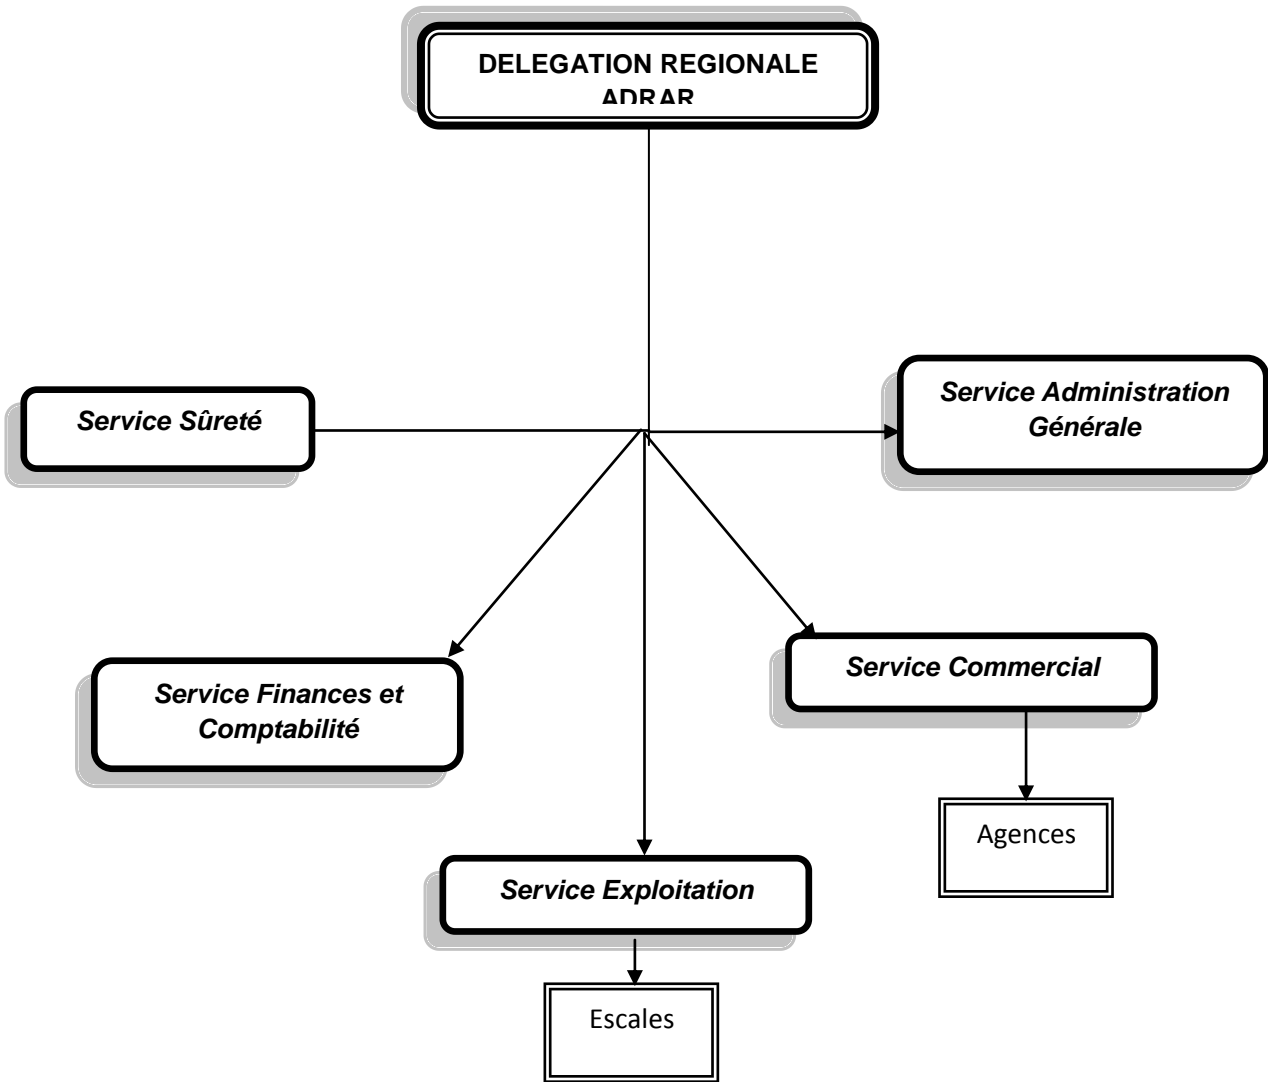 DELEGATION REGIONALE
ADRAR
Service Sûreté
Service Administration
Générale
Service Finances et
Comptabilité
Service Commercial
Agences
Service Exploitation
Escales